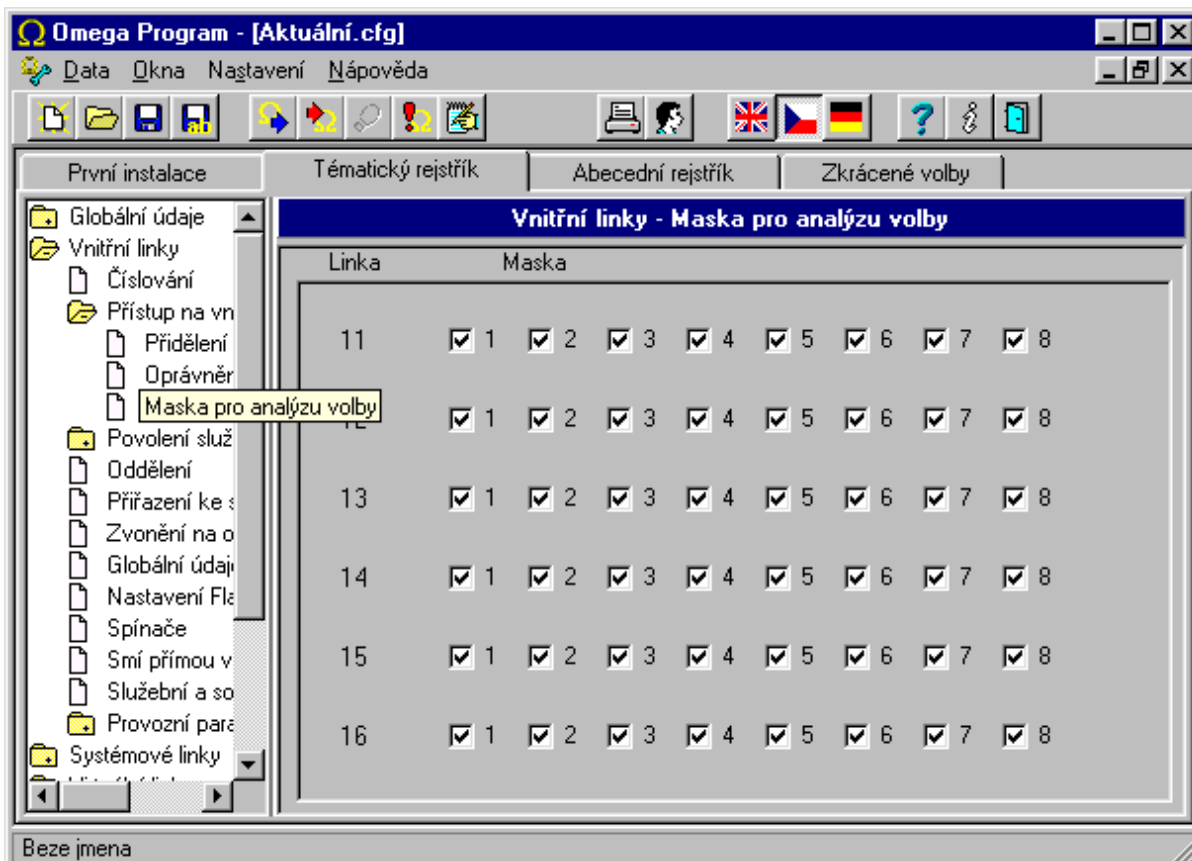 Omega Program - [Aktuální.cfg]
Data Okna Nastavení Nápověda
První instalace Tématický rejstřík Abecední rejstřík Zkrácené volby
Globální údaje
Vnitřní linky
Číslování
Přístup na vn
Přidělení
Oprávněn
Maska pro analýzu volby
Povolení služ
Oddělení
Přiřazení ke s
Zvonění na o
Globální údaj
Nastavení Fla
Spínače
Smí přímou v
Služební a so
Provozní para
Systémové linky
Vnitřní linky - Maska pro analýzu volby
Linka Maska
11 1 2 3 4 5 6 7 8
1 2 3 4 5 6 7 8
13 1 2 3 4 5 6 7 8
14 1 2 3 4 5 6 7 8
15 1 2 3 4 5 6 7 8
16 1 2 3 4 5 6 7 8
Beze jmena